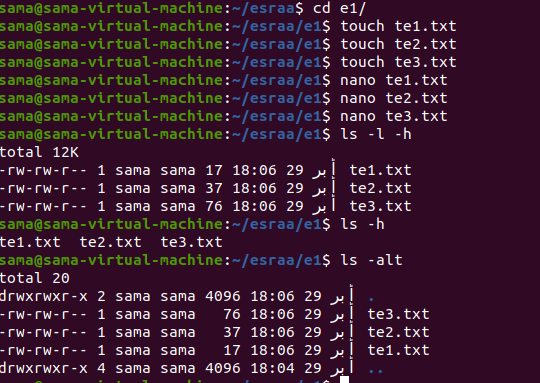 sama@sama-virtual-machine:~/esraa$ cd e1/
sama@sama-virtual-machine:~/esraa/e1$ touch te1.txt
sama@sama-virtual-machine:~/esraa/e1$ touch te2.txt
sama@sama-virtual-machine:~/esraa/e1$ touch te3.txt
sama@sama-virtual-machine:~/esraa/e1$ nano te1.txt
sama@sama-virtual-machine:~/esraa/e1$ nano te2.txt
sama@sama-virtual-machine:~/esraa/e1$ nano te3.txt
sama@sama-virtual-machine:~/esraa/e1$ ls -l -h
total 12K
-rw-rw-r-- 1 sama sama 17 18:06 29 أبر te1.txt
-rw-rw-r-- 1 sama sama 37 18:06 29 أبر te2.txt
-rw-rw-r-- 1 sama sama 76 18:06 29 أبر te3.txt
sama@sama-virtual-machine:~/esraa/e1$ ls -h
te1.txt  te2.txt  te3.txt
sama@sama-virtual-machine:~/esraa/e1$ ls -alt
total 20
drwxrwxr-x 2 sama sama 4096 18:06 29 أبر .
-rw-rw-r-- 1 sama sama   76 18:06 29 أبر te3.txt
-rw-rw-r-- 1 sama sama   37 18:06 29 أبر te2.txt
-rw-rw-r-- 1 sama sama   17 18:06 29 أبر te1.txt
drwxrwxr-x 4 sama sama 4096 18:04 29 أبر ..
sama@sama-virtual-machine:~/esraa/e1$